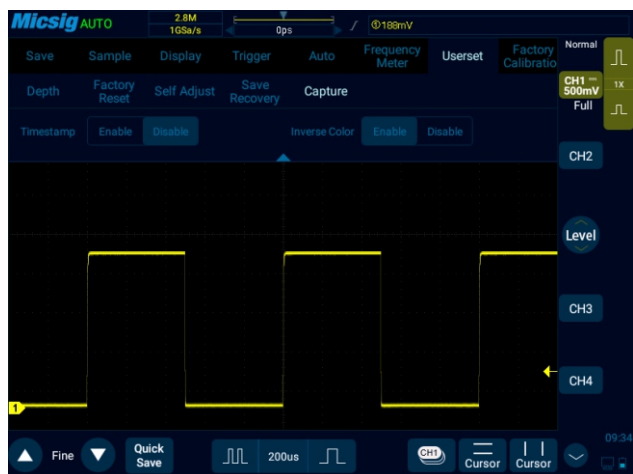 Micsig AUTO
2.8M
1GSa/s
0ps
①188mV
Save
Sample
Display
Trigger
Auto
Frequency
Meter
Userset
Factory
Calibratio
Normal
Depth
Factory
Reset
Self Adjust
Save
Recovery
Capture
CH1
500mV
Full
1X
Timestamp
Enable
Disable
Inverse Color
Enable
Disable
CH2
Level
CH3
CH4
1
Fine
Quick
Save
200us
CH1
Cursor
Cursor
09:34